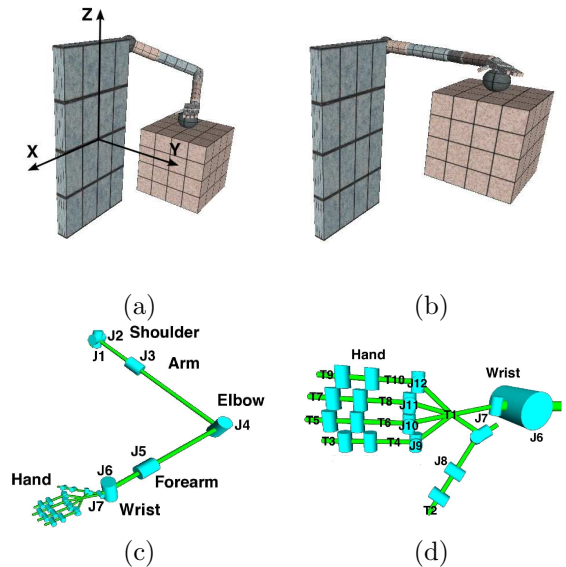 Z
X
Y
(a)
(b)
J2 Shoulder
J1
J3
Arm
Elbow
J4
J5
J6
Forearm
Hand
J7
Wrist
(c)
Hand
Wrist
T9
T10
J12
T7
T8
J11
T1
J7
T5
T6
J10
J6
T3
T4
J9
J8
T2
(d)